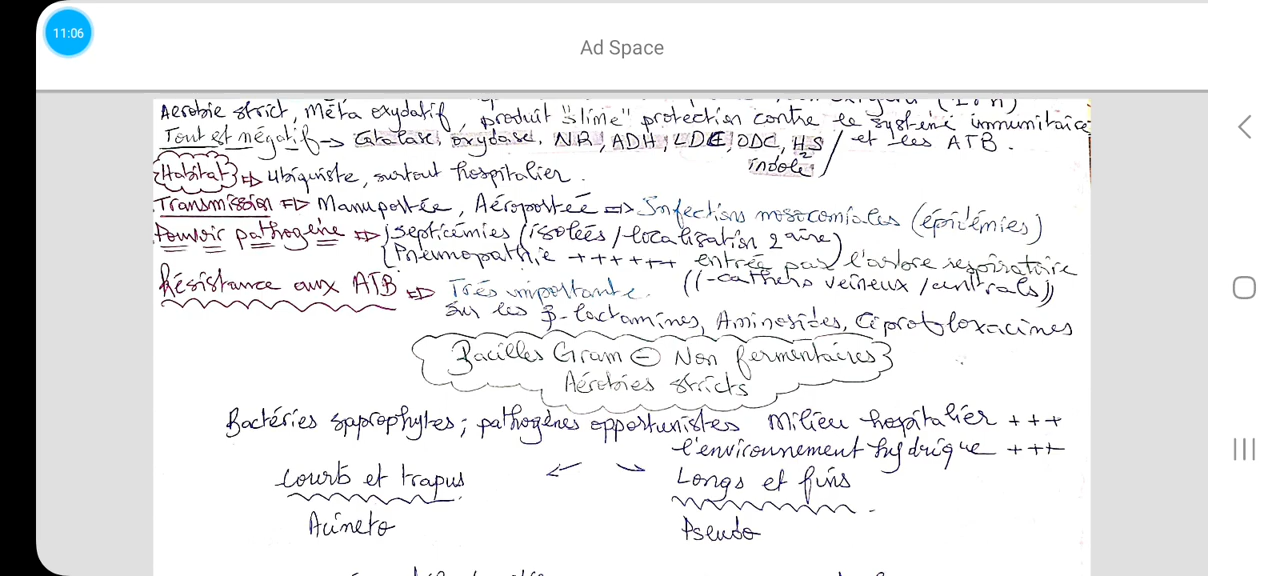 11:06
Ad Space
Aérobie strict, Méta oxydatif, produit "slime" protection contre le système immunitaire
Tout est négatif → Catalase, oxydase, NR, ADH, LDC, ODC, H2S / et les ATB.
indole
Habitat ⇨ Ubiquiste, surtout hospitalier.
Transmission ⇨ Manuportée, Aéroportée ⇨ Infections nosocomiales (épidémies)
Pouvoir pathogène ⇨ Septicémies (isolées / localisation 2aire)
Pneumopathie ++++++ entrée par l'arbre respiratoire
Résistance aux ATB ⇨ Trés importante. ((-cathers veineux / centrals))
sur les β-lactamines, Aminosides, Ciprofloxacines
Bacilles Gram ⊖ Non fermentaires
Aérobies stricts
Bactéries spprophytes; pathogènes opportunistes Milieu hospitalier +++
l'environnement hydrique +++
Courts et trapus
Longs et fins
Acineto
Pseudo